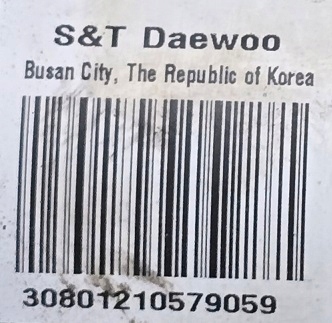 S&T Daewoo
Busan City, The Republic of Korea
30801210579059